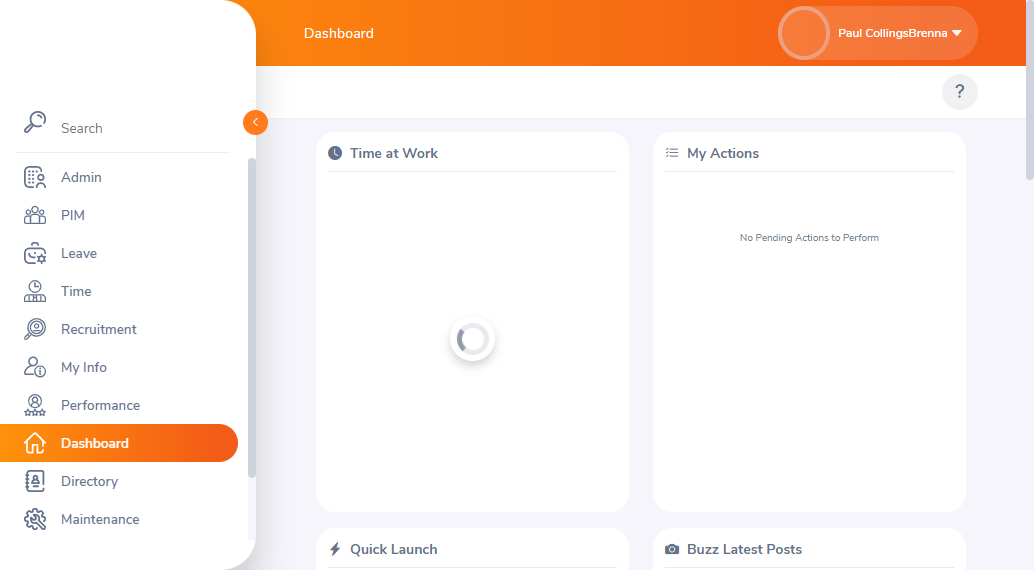 Dashboard
Paul CollingsBrenna
?
Search
Admin
PIM
Leave
Time
Recruitment
My Info
Performance
Dashboard
Directory
Maintenance
Time at Work
My Actions
No Pending Actions to Perform
Quick Launch
Buzz Latest Posts